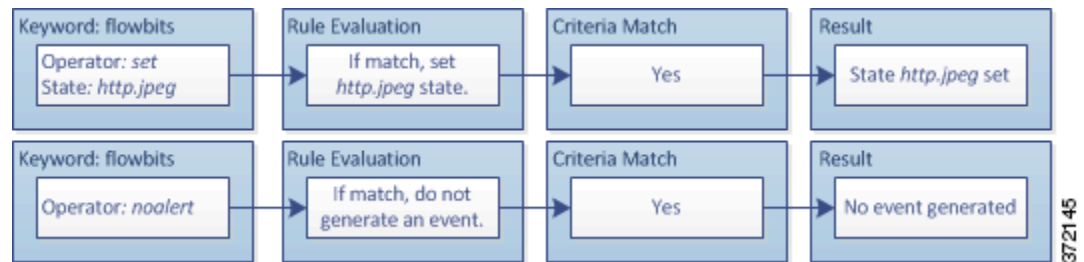 Keyword: flowbits
Operator: set
State: http.jpeg
Rule Evaluation
If match, set
http.jpeg state.
Criteria Match
Yes
Result
State http.jpeg set
Keyword: flowbits
Operator: noalert
Rule Evaluation
If match, do not
generate an event.
Criteria Match
Yes
Result
No event generated
372145